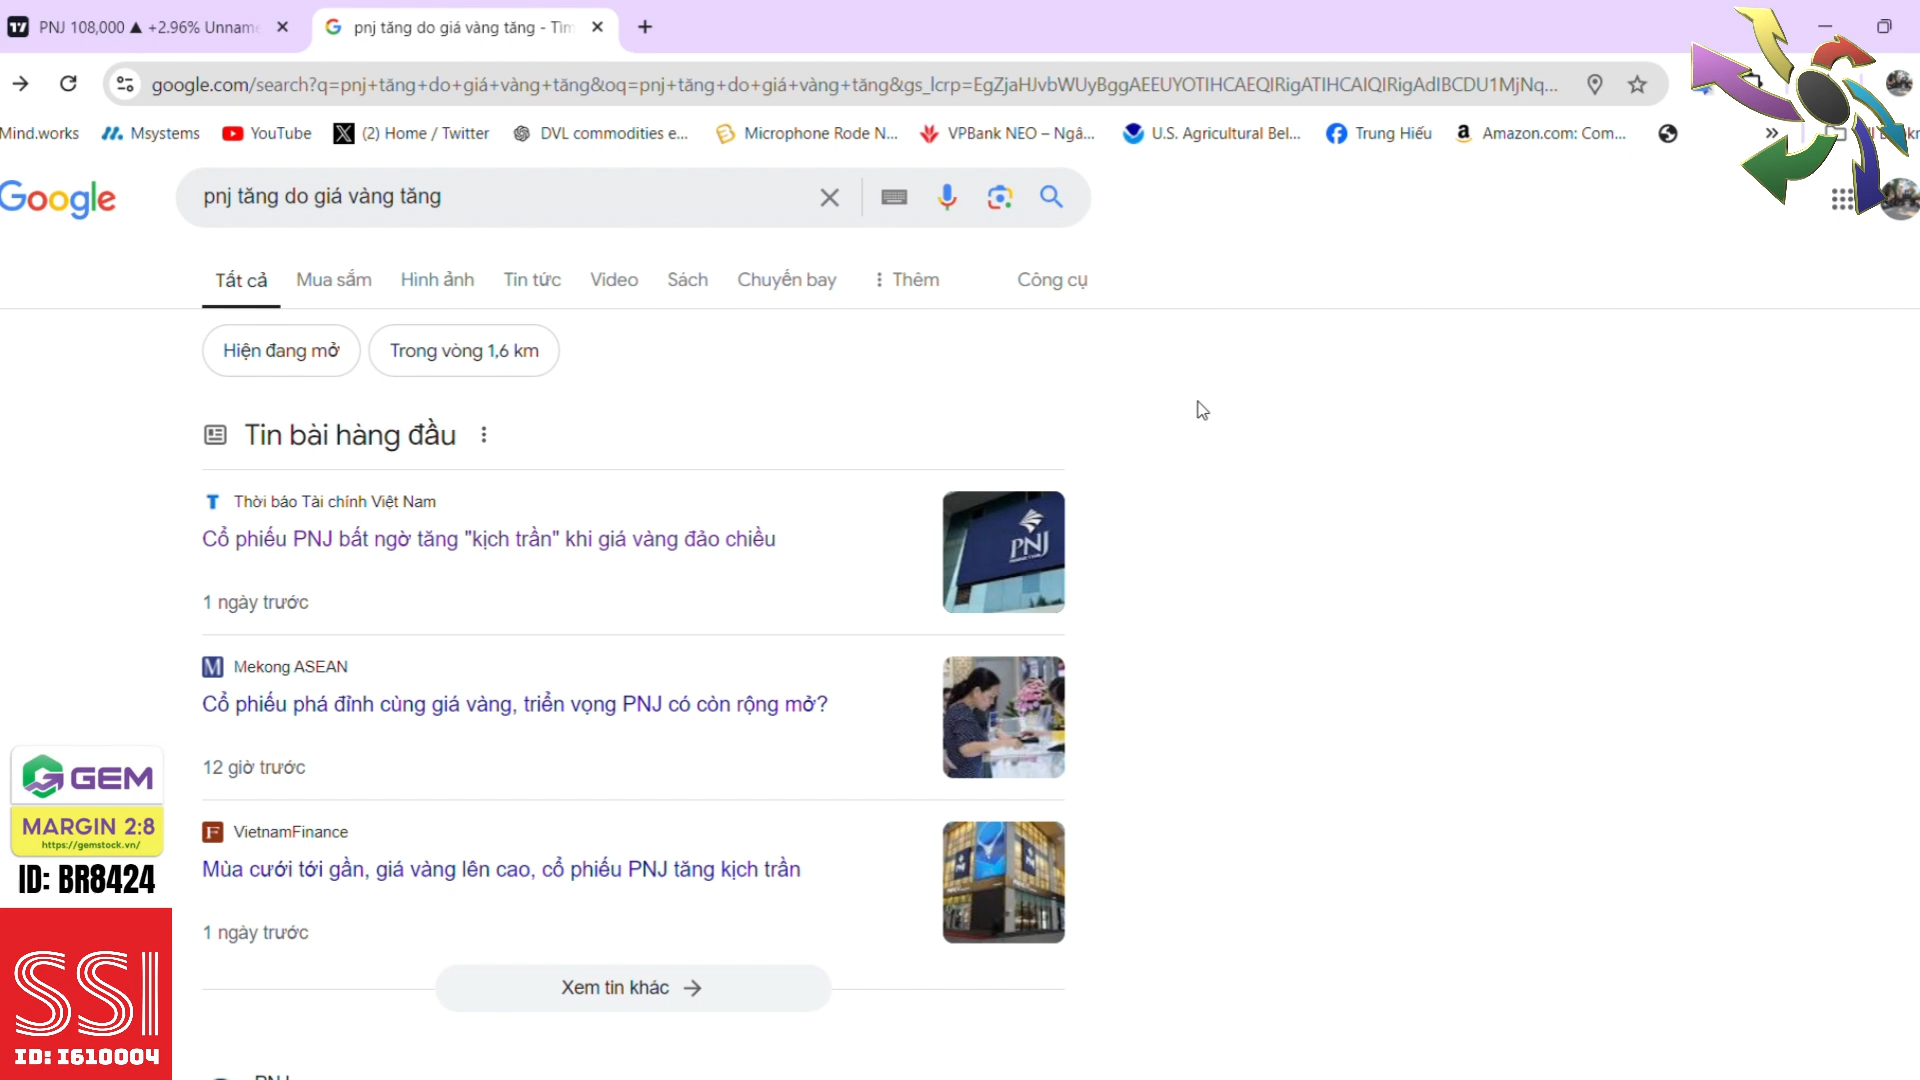 PNJ 108,000 ▲ +2.96% Unnam
pnj tăng do giá vàng tăng - Tìm
google.com/search?q=pnj+tăng+do+giá+vàng+tăng&oq=pnj+tăng+do+giá+vàng+tăng&gs_lcrp=EgZjaHJvbWUyBggAEEUYOTIHCAEQIRigATIHCAIQIRigAdIBCDU1MjNq...
Mind.works
Msystems
YouTube
(2) Home / Twitter
DVL commodities e...
Microphone Rode N...
VPBank NEO – Ngâ...
U.S. Agricultural Bel...
Trung Hiếu
Amazon.com: Com...
»
Google
pnj tăng do giá vàng tăng
Tất cả
Mua sắm
Hình ảnh
Tin tức
Video
Sách
Chuyến bay
Thêm
Công cụ
Hiện đang mở
Trong vòng 1,6 km
Tin bài hàng đầu
Thời báo Tài chính Việt Nam
Cổ phiếu PNJ bất ngờ tăng "kịch trần" khi giá vàng đảo chiều
1 ngày trước
PNJ
Mekong ASEAN
Cổ phiếu phá đỉnh cùng giá vàng, triển vọng PNJ có còn rộng mở?
12 giờ trước
VietnamFinance
Mùa cưới tới gần, giá vàng lên cao, cổ phiếu PNJ tăng kịch trần
1 ngày trước
Xem tin khác
PNJ
GEM
MARGIN 2:8
https://gemstock.vn/
ID: BR8424
SSI
ID: I610004